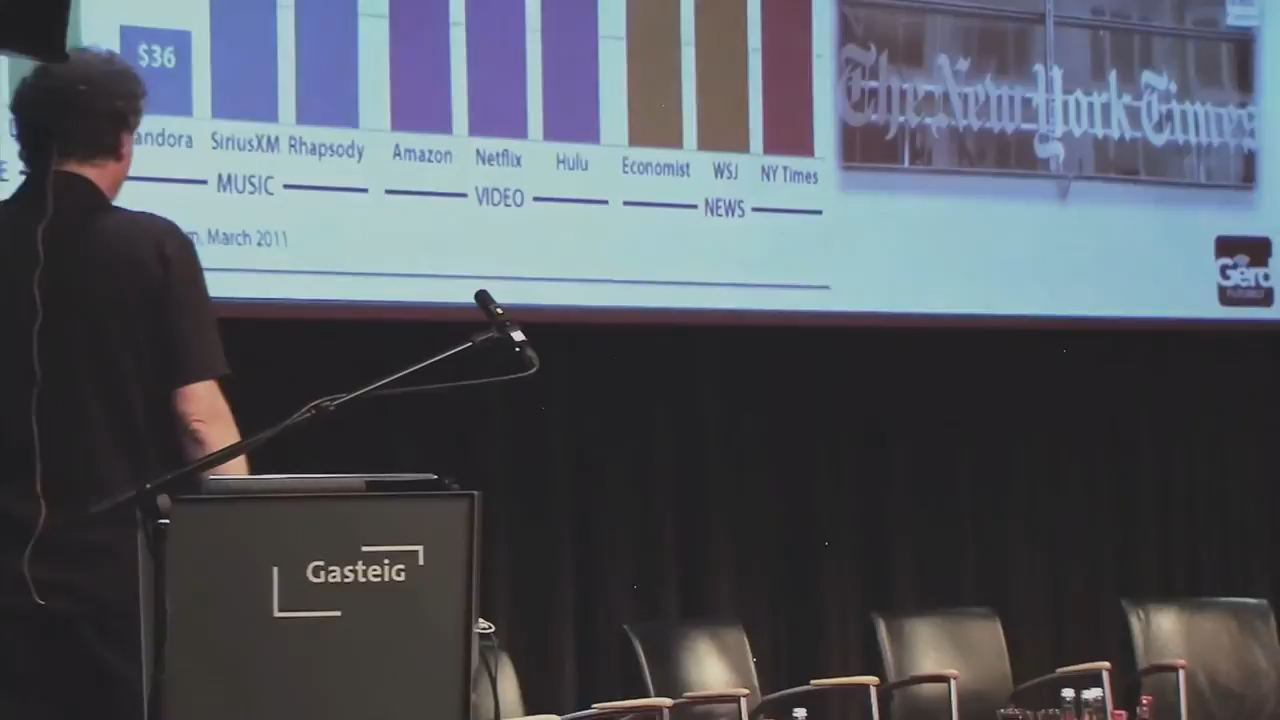 $36
andora SiriusXM Rhapsody Amazon Netflix Hulu Economist WSJ NY Times
E MUSIC VIDEO NEWS
m, March 2011
The New York Times
Gerd
Gasteig